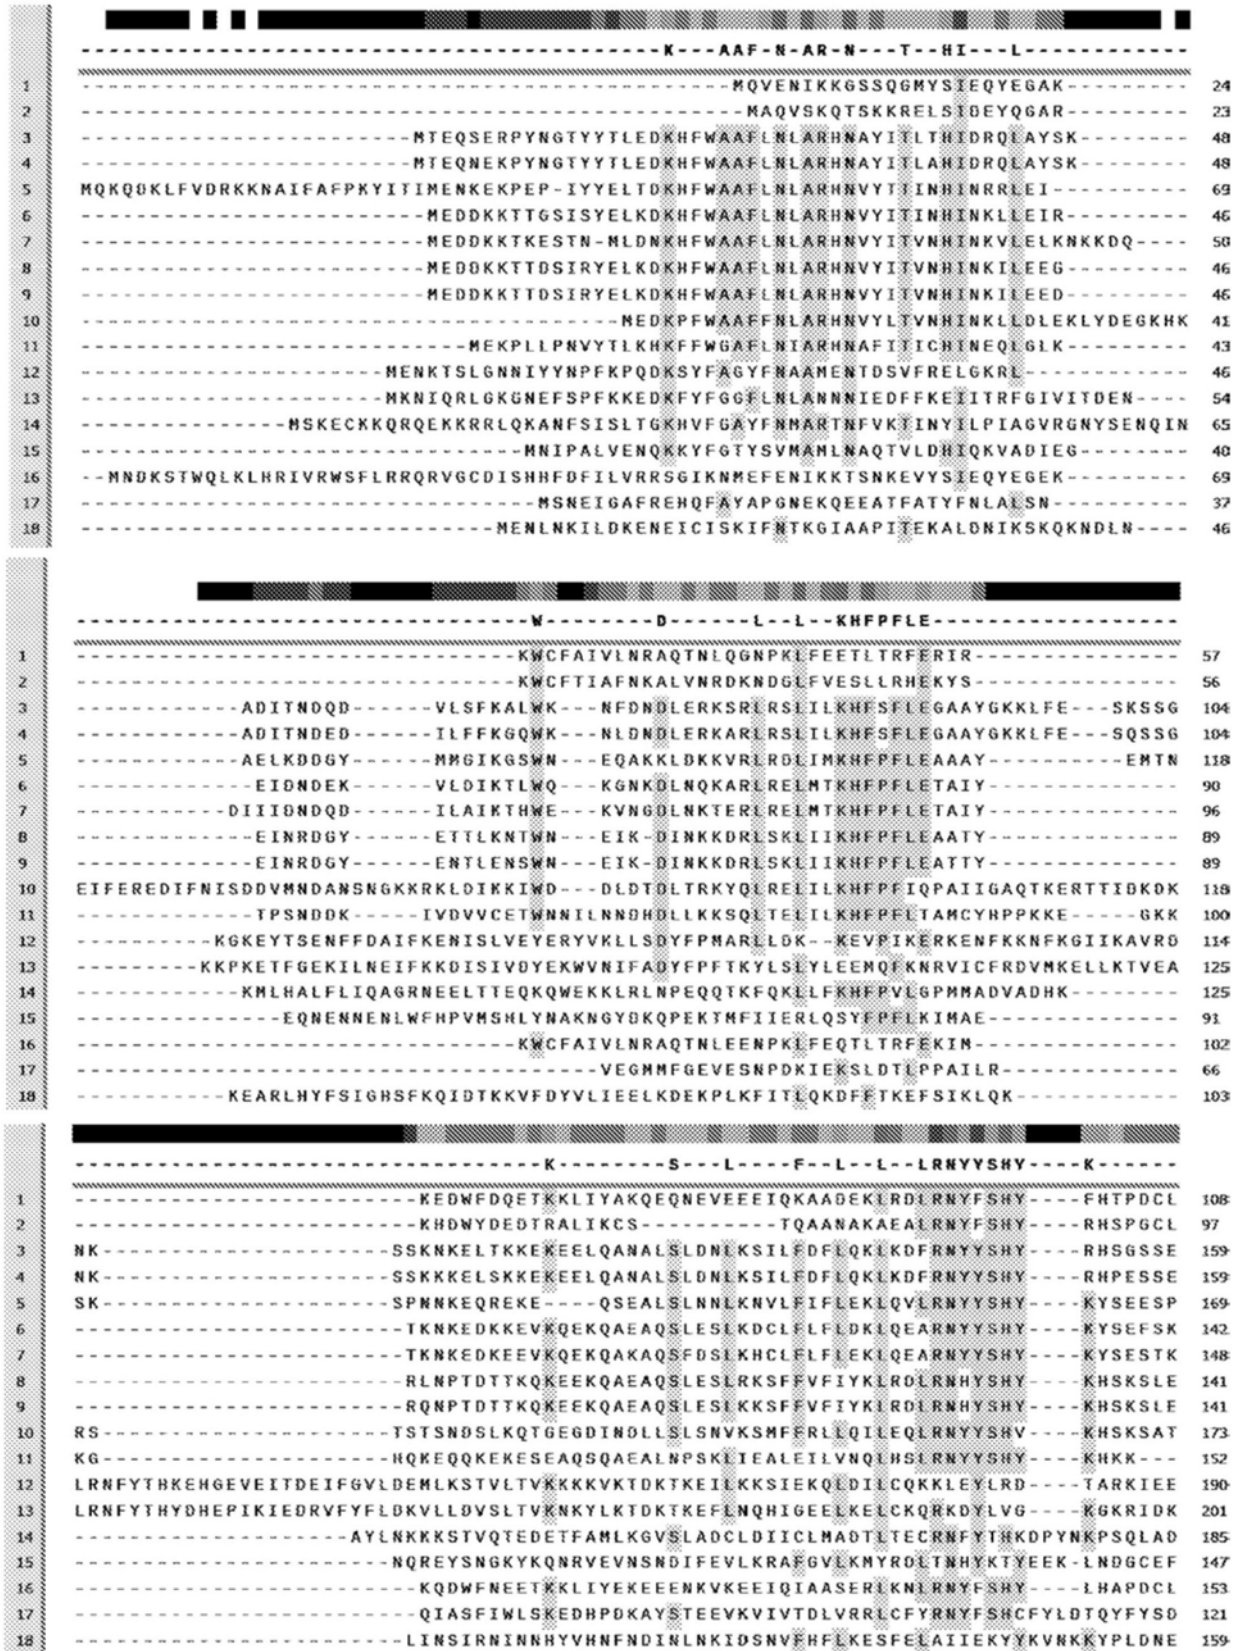 ------------------------------------------K---AAF-N-AR-N---T--HI---L------------
1 -----------------------------------------------MQVENIKKGSSQGMYSIEQYEGAK--------- 24
2 ------------------------------------------------MAQVSKQTSKKRELSIDEYQGAR--------- 23
3 ------------------------MTEQSERPYNGTYYTLEDKHFWAAFLNLARHNAYITLTHIDRQLAYSK-------- 48
4 ------------------------MTEQNEKPYNGTYYTLEDKHFWAAFLNLARHNAYITLAHIDRQLAYSK-------- 48
5 MQKQDKLFVDRKKNAIFAFPKYITIMENKEKPEP-IYYELTDKHFWAAFLNLARHNVYTTINHINRRLEI---------- 69
6 -------------------------MEDDKKTTGSISYELKDKHFWAAFLNLARHNVYITINHINKLLEIR--------- 46
7 -------------------------MEDDKKTKESTN-MLDNKHFWAAFLNLARHNVYITVNHINKVLELKNKKDQ---- 50
8 -------------------------MEDDKKTTDSIRYELKDKHFWAAFLNLARHNVYITVNHINKILEEG--------- 46
9 -------------------------MEDDKKTTDSIRYELKDKHFWAAFLNLARHNVYITVNHINKILEED--------- 46
10 ---------------------------------------MEDKPFWAAFFNLARHNVYLTVNHINKLLDLEKLYDEGKHK 41
11 ----------------------------MEKPLLPNVYTLKHKFFWGAFLNIARHNAFITICHINEQLGLK--------- 43
12 ----------------------MENKTSLGNNIYYNPFKPQDKSYFAGYFNAAMENTDSVFRELGKRL------------ 46
13 ----------------------MKNIQRLGKGNEFSPFKKEDKFYFGGFLNLANNNIEDFFKEIITRFGIVITDEN---- 54
14 ---------------MSKECKKQRQEKKRRLQKANFSISLTGKHVFGAYFNMARTNFVKTINYILPIAGVRGNYSENQIN 65
15 --------------------------------MNIPALVENQKKYFGTYSVMAMLNAQTVLDHIQKVADIEG-------- 40
16 --MNDKSTWQLKLHRIVRWSFLRRQRVGCDISHHFDFILVRRSGIKNMEFENIKKTSNKEVYSIEQYEGEK--------- 69
17 ---------------------------------MSNEIGAFREHQFAYAPGNEKQEEATFATYFNLALSN---------- 37
18 ------------------------------MENLNKILDKENEICISKIFNTKGIAAPITEKALDNIKSKQKNDLN---- 46
----------------------------------W--------D------L--L--KHFPFLE------------------
1 ---------------------------------KWCFAIVLNRAQTNLQGNPKLFEETLTRFERIR--------------- 57
2 ---------------------------------KWCFTIAFNKALVNRDKNDGLFVESLLRHEKYS--------------- 56
3 ------------ADITNDQD------VLSFKALWK---NFDNDLERKSRLRSLILKHFSFLEGAAYGKKLFE---SKSSG 104
4 ------------ADITNDED------ILFFKGQWK---NLDNDLERKARLRSLILKHFSFLEGAAYGKKLFE---SQSSG 104
5 ------------AELKDDGY------MMGIKGSWN---EQAKKLDKKVRLRDLIMKHFPFLEAAAY----------EMTN 118
6 -------------EIDNDEK------VLDIKTLWQ---KGNKDLNQKARLRELMTKHFPFLETAIY-------------- 90
7 -----------DIIIDNDQD------ILAIKTHWE---KVNGDLNKTERLRELMTKHFPFLETAIY-------------- 96
8 -------------EINRDGY------ETTLKNTWN---EIK-DINKKDRLSKLIIKHFPFLEAATY-------------- 89
9 -------------EINRDGY------ENTLENSWN---EIK-DINKKDRLSKLIIKHFPFLEATTY-------------- 89
10 EIFEREDIFNISDDVMNDANSNGKKRKLDIKKIWD---DLDTDLTRKYQLRELILKHFPFIQPAIIGAQTKERTTIDKDK 118
11 -------------TPSNDDK------IVDVVCETWNNILNNDHDLLKKSQLTELILKHFPFLTAMCYHPPKKE-----GKK 100
12 ----------KGKEYTSENFFDAIFKENISLVEYERYVKLLSDYFPMARLLDK--KEVPIKERKENFKKNFKGIIKAVRD 114
13 ---------KKPKETFGEKILNEIFKKDISIVDYEKWVNIFADYFPFTKYLSLYLEEMQFKNRVICFRDVMKELLKTVEA 125
14 ------------KMLHALFLIQAGRNEELTTEQKQWEKKLRLNPEQQTKFQKLLFKHFPVLGPMMADVADHK-------- 125
15 ---------------EQNENNENLWFHPVMSHLYNAKNGYDKQPEKTMFIIERLQSYFPFLKIMAE-------------- 91
16 ---------------------------------KWCFAIVLNRAQTNLEENPKLFEQTLTRFEKIM--------------- 102
17 ---------------------------------------VEGMMFGEVESNPDKIEKSLDTLPPAILR------------- 66
18 -----------KEARLHYFSIGHSFKQIDTKKVFDYVLIEELKDEKPLKFITLQKDFFTKEFSIKLQK------------ 103
-----------------------------------K--------S---L----F--L--L--LRNYYSHY----K------
1 -------------------------KEDWFDQETKKLIYAKQEQNEVEEEIQKAADEKLRDLRNYFSHY----FHTPDCL 108
2 -------------------------KHDWYDEDTRALIKCS----------TQAANAKAEALRNYFSHY----RHSPGCL 97
3 NK---------------------SSKNKELTKKEKEELQANALSLDNLKSILFDFLQKLKDFRNYYSHY----RHSGSSE 159
4 NK---------------------SSKKKELSKKEKEELQANALSLDNLKSILFDFLQKLKDFRNYYSHY----RHPESSE 159
5 SK---------------------SPNNKEQREKE----QSEALSLNNLKNVLFIFLEKLQVLRNYYSHY----KYSEESP 169
6 ------------------------TKNKEDKKEVKQEKQAEAQSLESLKDCLFLFLDKLQEARNYYSHY----KYSEFSK 142
7 ------------------------TKNKEDKEEVKQEKQAKAQSFDSLKHCLFLFLEKLQEARNYYSHY----KYSESTK 148
8 ------------------------RLNPTDTTKQKEEKQAEAQSLESLRKSFFVFIYKLRDLRNHYSHY----KHSKSLE 141
9 ------------------------RQNPTDTTKQKEEKQAEAQSLESLKKSFFVFIYKLRDLRNHYSHY----KHSKSLE 141
10 RS---------------------TSTSNDSLKQTGEGDINDLLSLSNVKSMFFRLLQILEQLRNYYSHV----KHSKSAT 173
11 KG---------------------HQKEQQKEKESEAQSQAEALNPSKLIEALEILVNQLHSLRNYYSHY----KHKK--- 152
12 LRNFYTHKEHGEVEITDEIFGVLDEMLKSTVLTVKKKKVKTDKTKEILKKSIEKQLDILCQKKLEYLRD----TARKIEE 190
13 LRNFYTHYDHEPIKIEDRVFYFLDKVLLDVSLTVKNKYLKTDKTKEFLNQHIGEELKELCKQRKDYLVG----KGKRIDK 201
14 --------------------AYLNKKKSTVQTEDETFAMLKGVSLADCLDIICLMADTLTECRNFYTHKDPYNKPSQLAD 185
15 -----------------------NQREYSNGKYKQNRVEVNSNDIFEVLKRAFGVLKMYRDLTNHYKTYEEK-LNDGCEF 147
16 -------------------------KQDWFNEETKKLIYEKEEENKVKEEIQIAASERLKNLRNYFSHY----LHAPDCL 153
17 -------------------------QIASFIWLSKEDHPDKAYSTEEVKVIVTDLVRRLCFYRNYFSHCFYLDTQYFYSD 121
18 ------------------------LINSIRNINNHYVHNFNDINLNKIDSNVFHFLKESFELAIIEKYYKVNKKYPLDNE 159